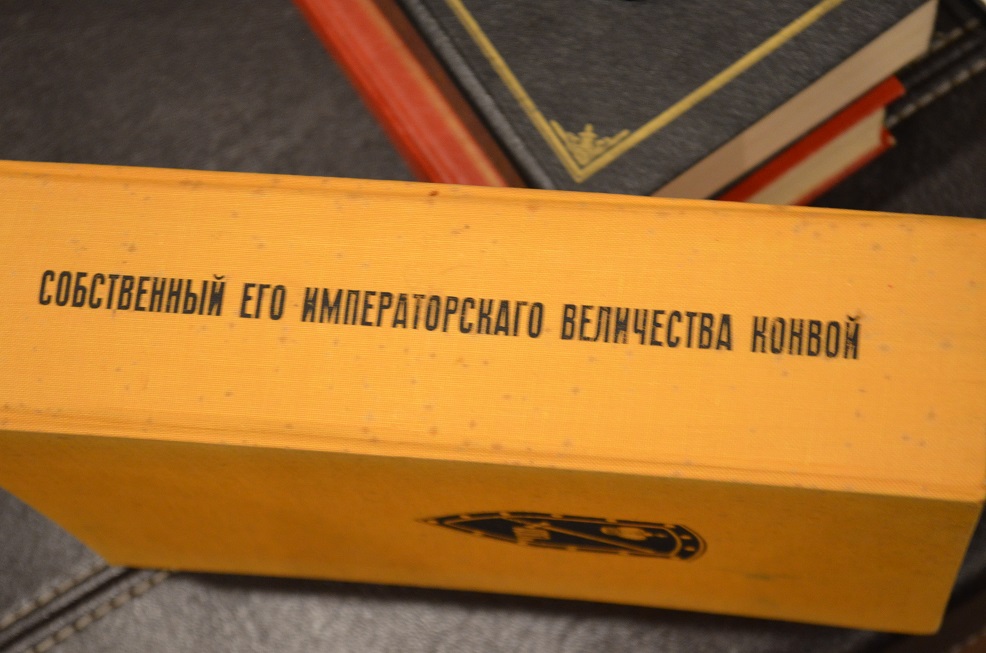 СОБСТВЕННЫЙ ЕГО ИМПЕРАТОРСКАГО ВЕЛИЧЕСТВА КОНВОЙ